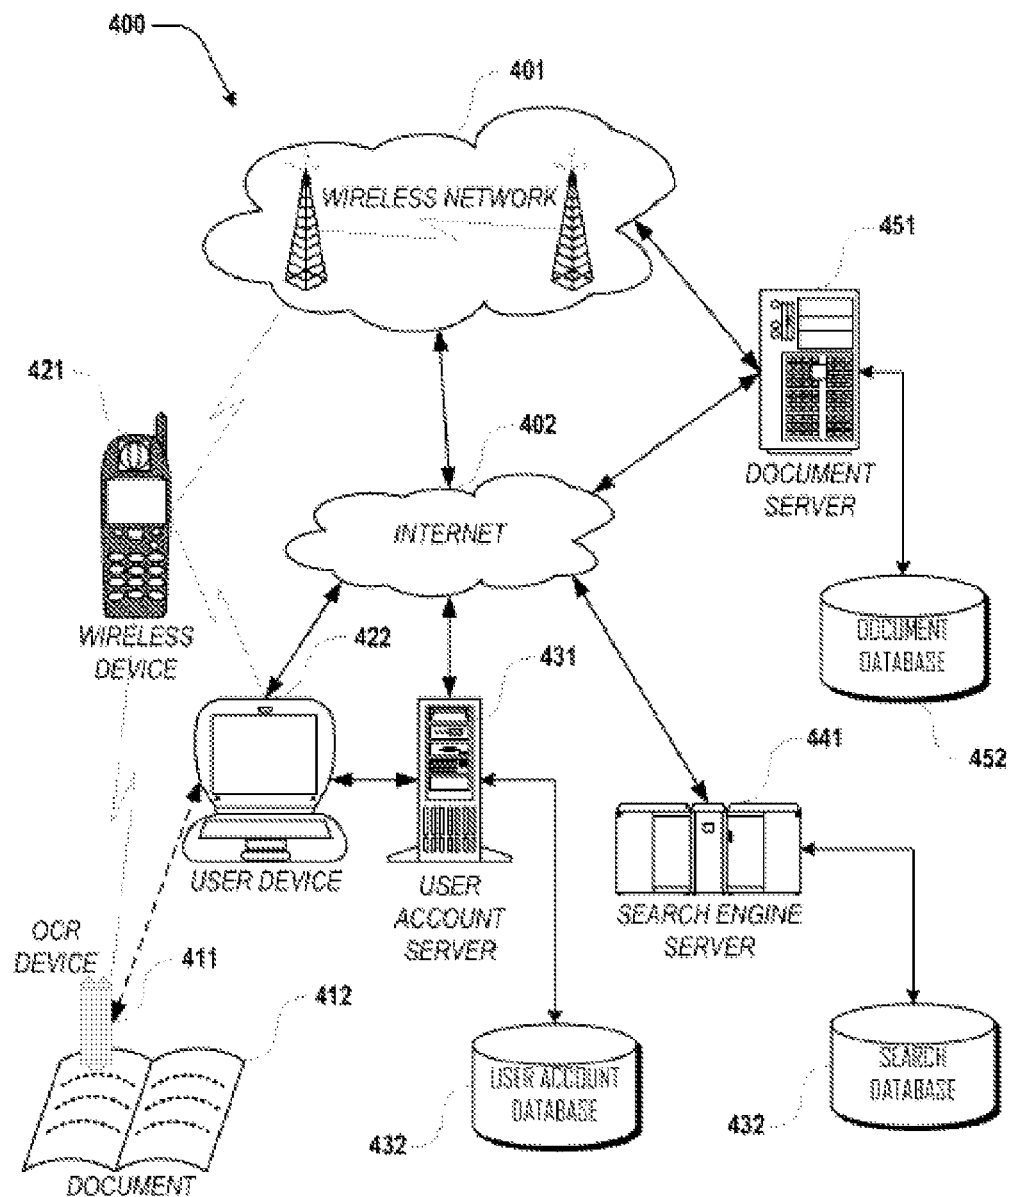 400
401
WIRELESS NETWORK
451
421
402
DOCUMENT
SERVER
INTERNET
WIRELESS
DEVICE
422
431
DOCUMENT
DATABASE
441
452
USER DEVICE
USER
ACCOUNT
SERVER
SEARCH ENGINE
SERVER
OCR
DEVICE
411
412
USER ACCOUNT
DATABASE
432
SEARCH
DATABASE
432
DOCUMENT